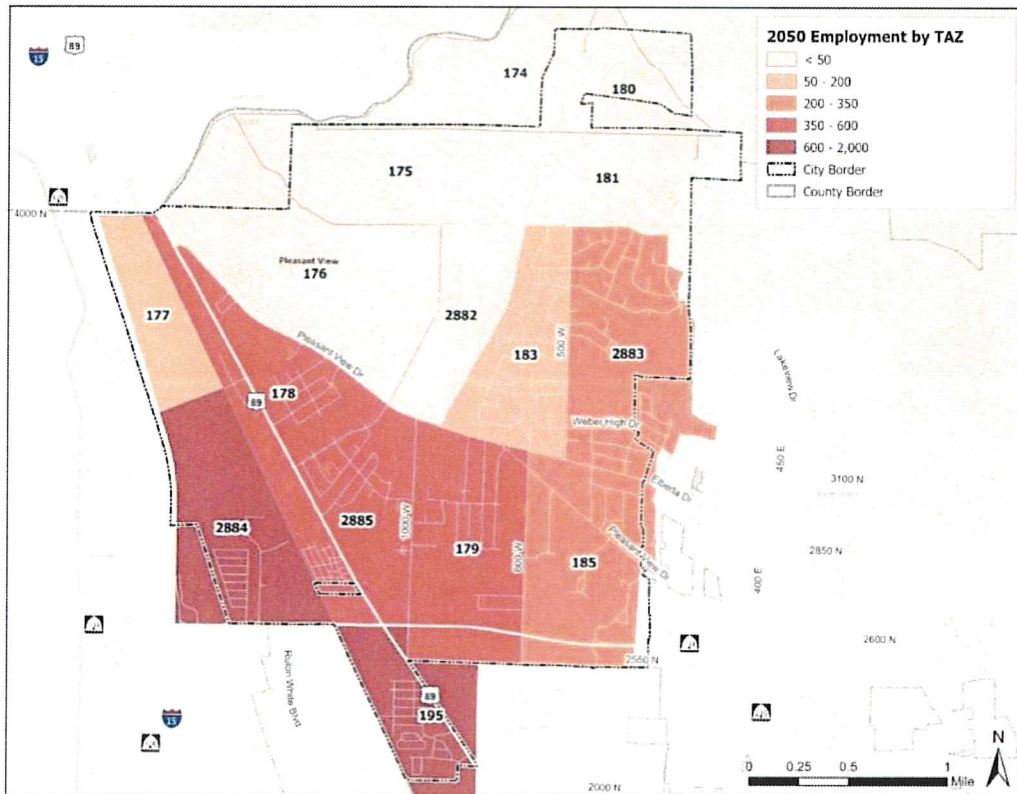 2050 Employment by TAZ
< 50
50 - 200
200 - 350
350 - 600
600 - 2,000
City Border
County Border
89
15
174
180
175
181
4000 N
Pleasant View
176
177
2882
183
500 W
2883
Pleasant View Dr
178
89
Lakeview Dr
Weber High Dr
450 E
3100 N
Elberta Dr
2884
2885
1000 W
179
600 W
185
Pleasant View Dr
2850 N
400 E
2600 N
2550 N
Rulon White Blvd
89
195
15
2000 N
N
0 0.25 0.5 1
Mile